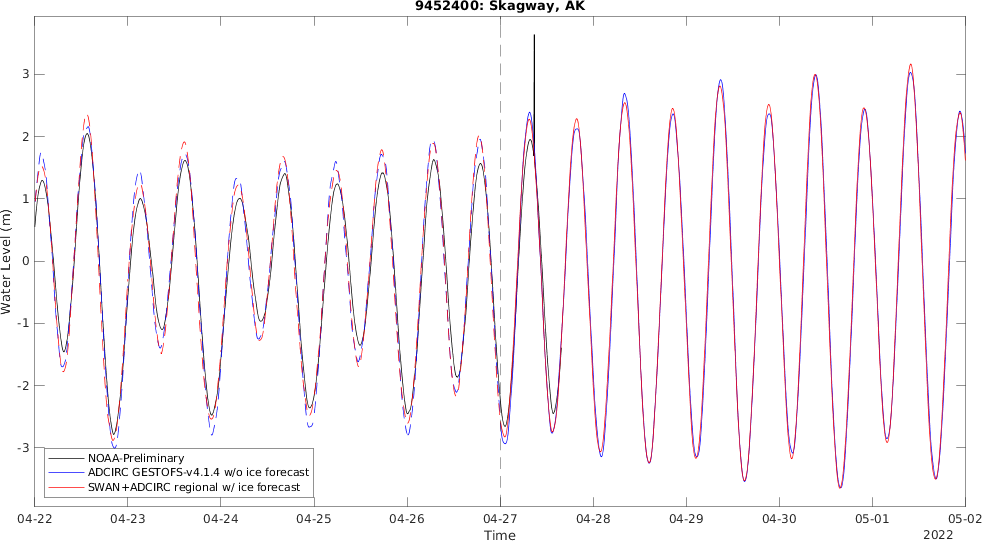 9452400: Skagway, AK
Water Level (m)
3
2
1
0
-1
-2
-3
NOAA-Preliminary
ADCIRC GESTOFS-v4.1.4 w/o ice forecast
SWAN+ADCIRC regional w/ ice forecast
04-22 04-23 04-24 04-25 04-26 04-27 04-28 04-29 04-30 05-01 05-02
Time
2022